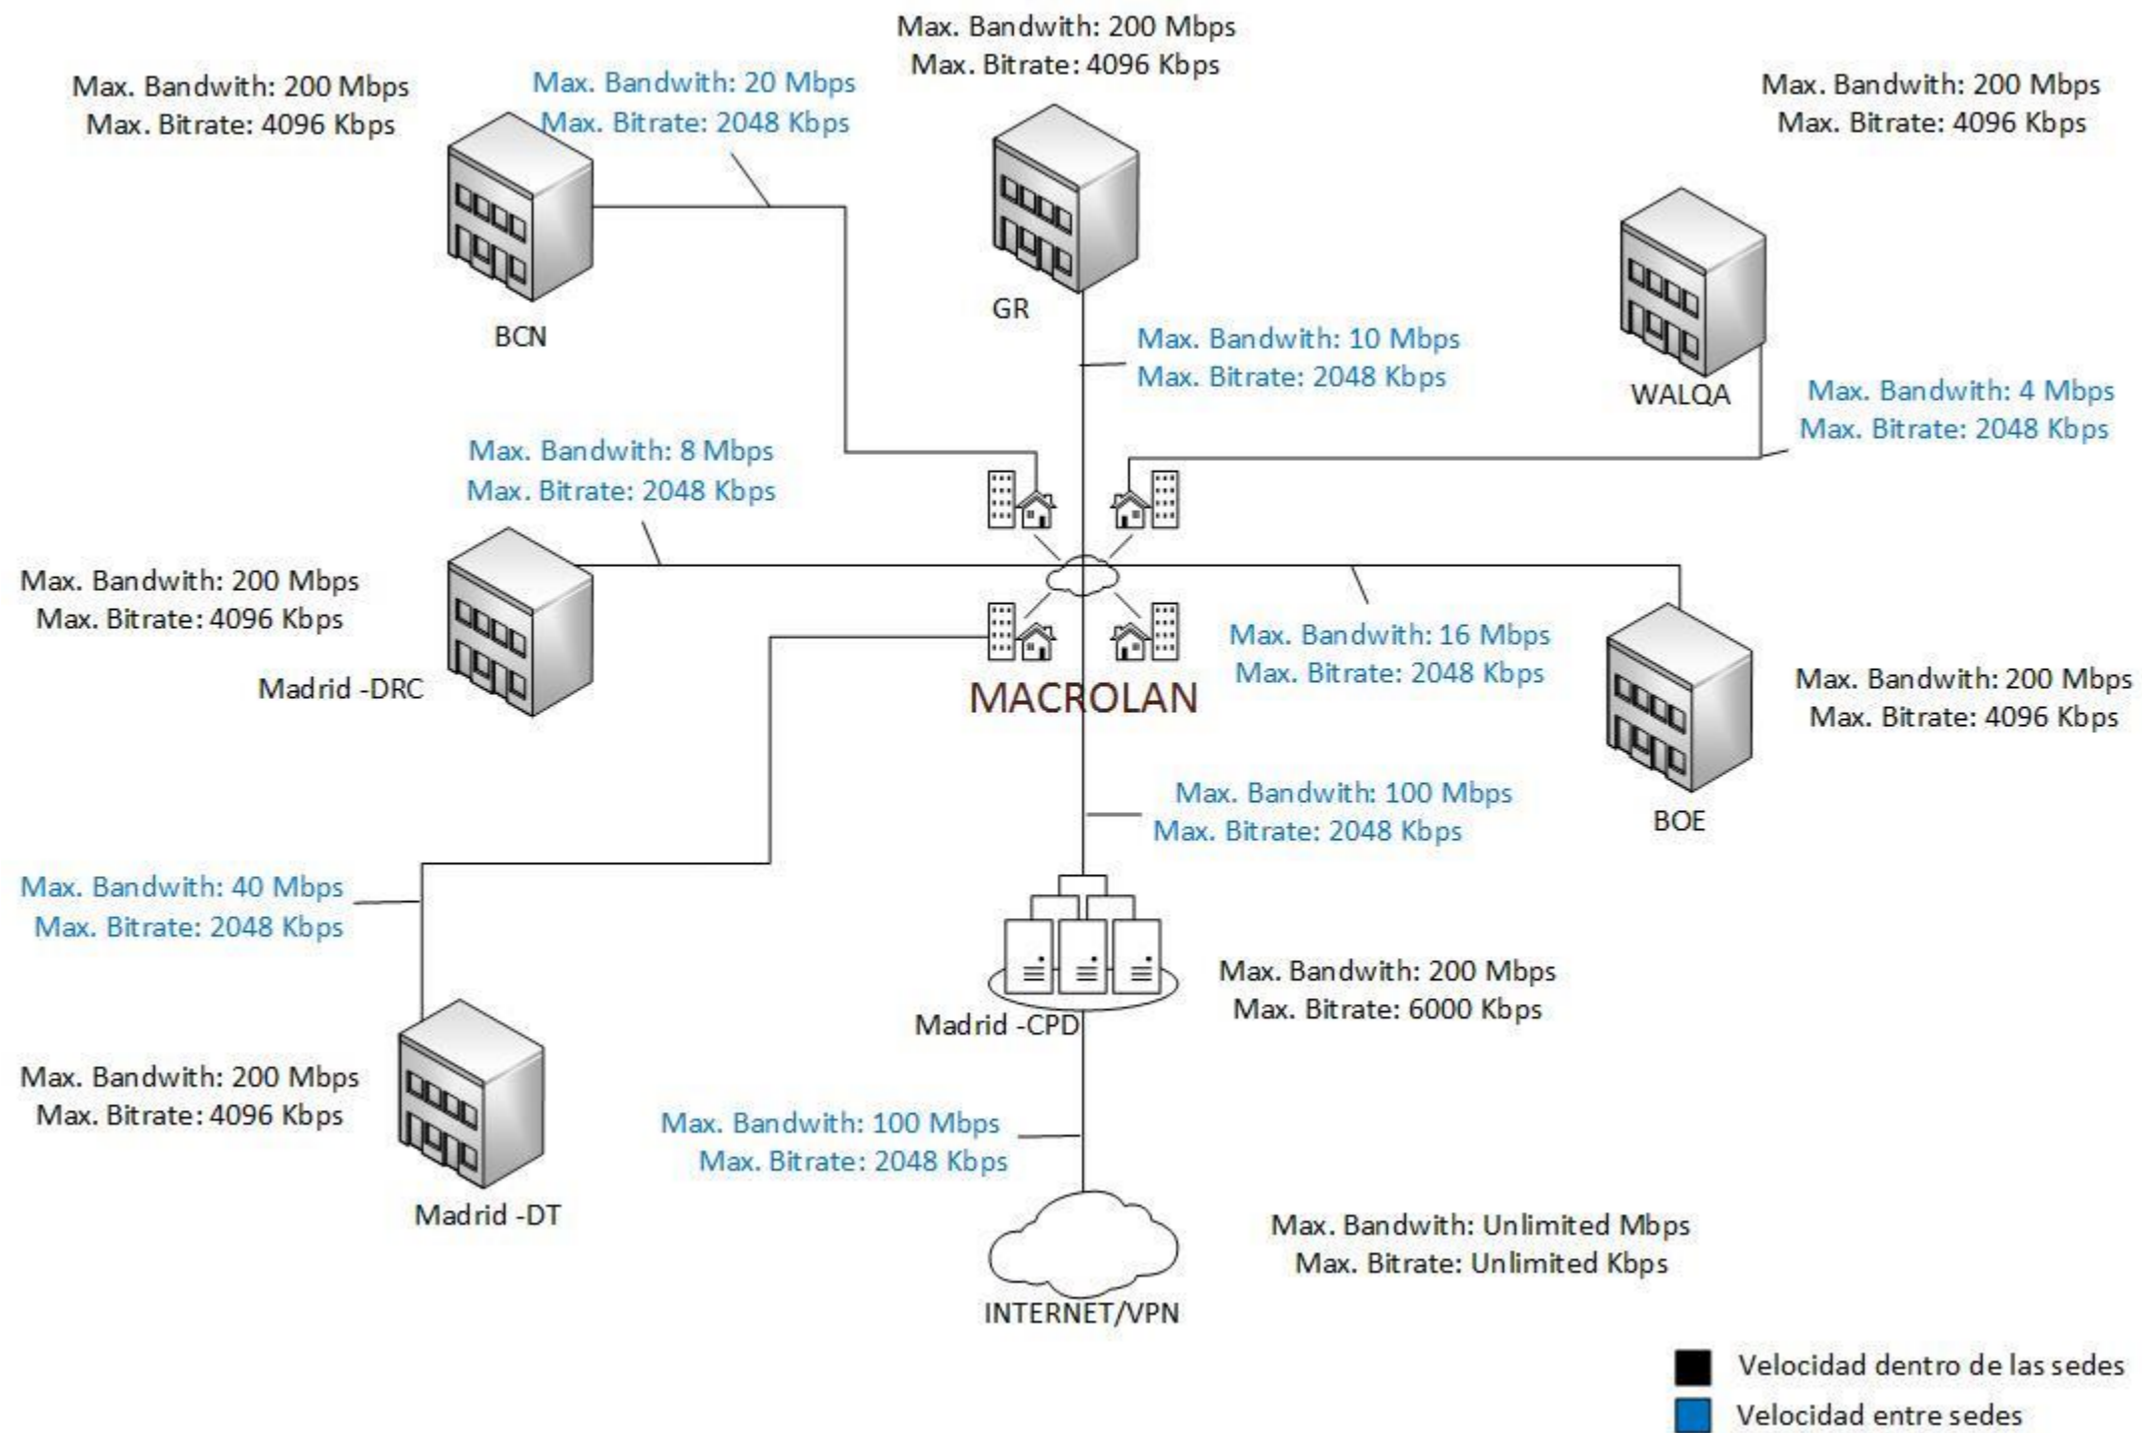 Max. Bandwith: 200 Mbps
Max. Bitrate: 4096 Kbps
Max. Bandwith: 200 Mbps
Max. Bitrate: 4096 Kbps
Max. Bandwith: 20 Mbps
Max. Bitrate: 2048 Kbps
Max. Bandwith: 200 Mbps
Max. Bitrate: 4096 Kbps
BCN
GR
Max. Bandwith: 10 Mbps
Max. Bitrate: 2048 Kbps
WALQA
Max. Bandwith: 4 Mbps
Max. Bitrate: 2048 Kbps
Max. Bandwith: 8 Mbps
Max. Bitrate: 2048 Kbps
Max. Bandwith: 200 Mbps
Max. Bitrate: 4096 Kbps
Madrid -DRC
MACROLAN
Max. Bandwith: 16 Mbps
Max. Bitrate: 2048 Kbps
Max. Bandwith: 200 Mbps
Max. Bitrate: 4096 Kbps
BOE
Max. Bandwith: 100 Mbps
Max. Bitrate: 2048 Kbps
Max. Bandwith: 40 Mbps
Max. Bitrate: 2048 Kbps
Max. Bandwith: 200 Mbps
Max. Bitrate: 6000 Kbps
Madrid -CPD
Max. Bandwith: 200 Mbps
Max. Bitrate: 4096 Kbps
Max. Bandwith: 100 Mbps
Max. Bitrate: 2048 Kbps
Madrid -DT
Max. Bandwith: Unlimited Mbps
Max. Bitrate: Unlimited Kbps
INTERNET/VPN
Velocidad dentro de las sedes
Velocidad entre sedes